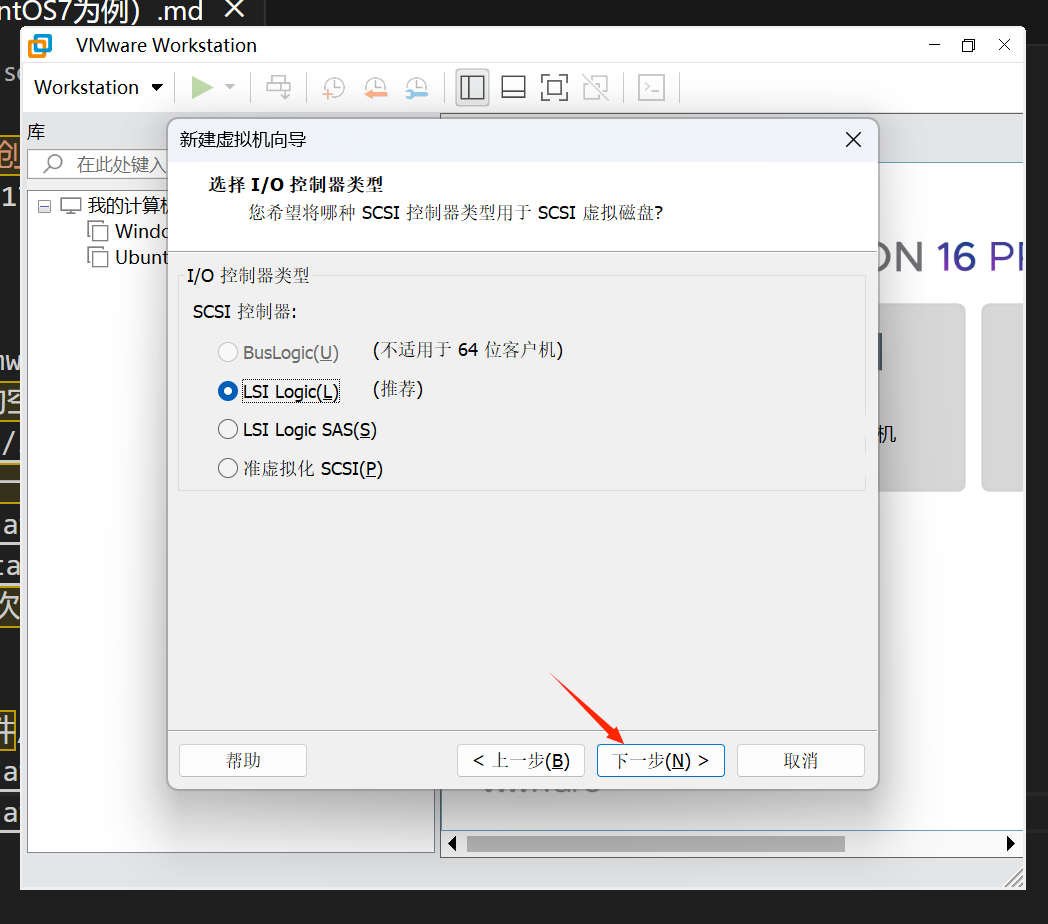 ntOS7为例）.md
VMware Workstation
Workstation
库
在此处键入
我的计算机
Windo
Ubunt
新建虚拟机向导
选择 I/O 控制器类型
您希望将哪种 SCSI 控制器类型用于 SCSI 虚拟磁盘?
ON 16 PR
I/O 控制器类型
SCSI 控制器:
BusLogic(U) (不适用于 64 位客户机)
LSI Logic(L) (推荐)
LSI Logic SAS(S)
准虚拟化 SCSI(P)
机
帮助
< 上一步(B)
下一步(N) >
取消